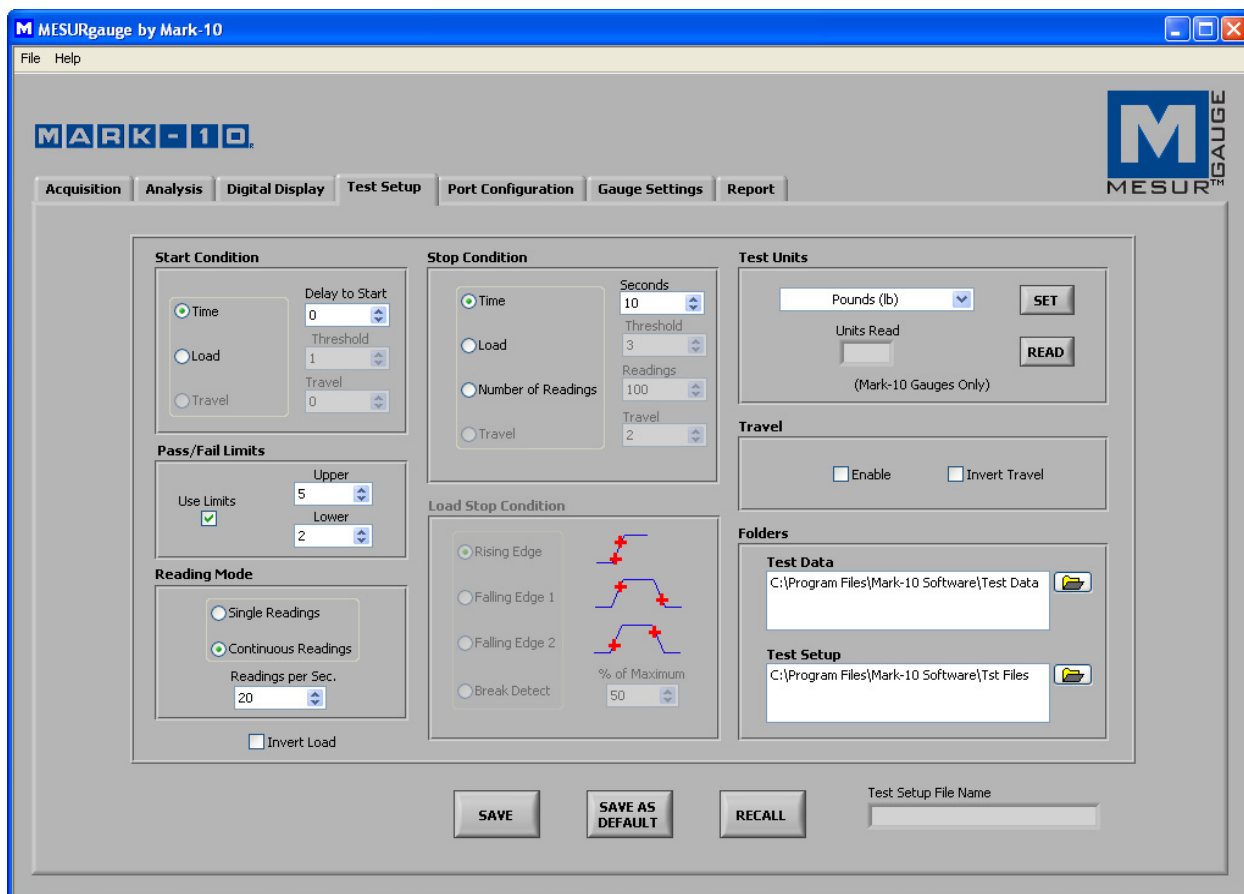 MESURgauge by Mark-10
File Help
MARK-10
M
MESUR™ GAUGE
Acquisition Analysis Digital Display Test Setup Port Configuration Gauge Settings Report
Start Condition
Time
Load
Travel
Delay to Start
0
Threshold
1
Travel
0
Pass/Fail Limits
Use Limits
Upper
5
Lower
2
Reading Mode
Single Readings
Continuous Readings
Readings per Sec.
20
Invert Load
Stop Condition
Time
Load
Number of Readings
Travel
Seconds
10
Threshold
3
Readings
100
Travel
2
Load Stop Condition
Rising Edge
Falling Edge 1
Falling Edge 2
Break Detect
% of Maximum
50
Test Units
Pounds (lb)
SET
Units Read
READ
(Mark-10 Gauges Only)
Travel
Enable
Invert Travel
Folders
Test Data
C:\Program Files\Mark-10 Software\Test Data
Test Setup
C:\Program Files\Mark-10 Software\Tst Files
SAVE
SAVE AS
DEFAULT
RECALL
Test Setup File Name